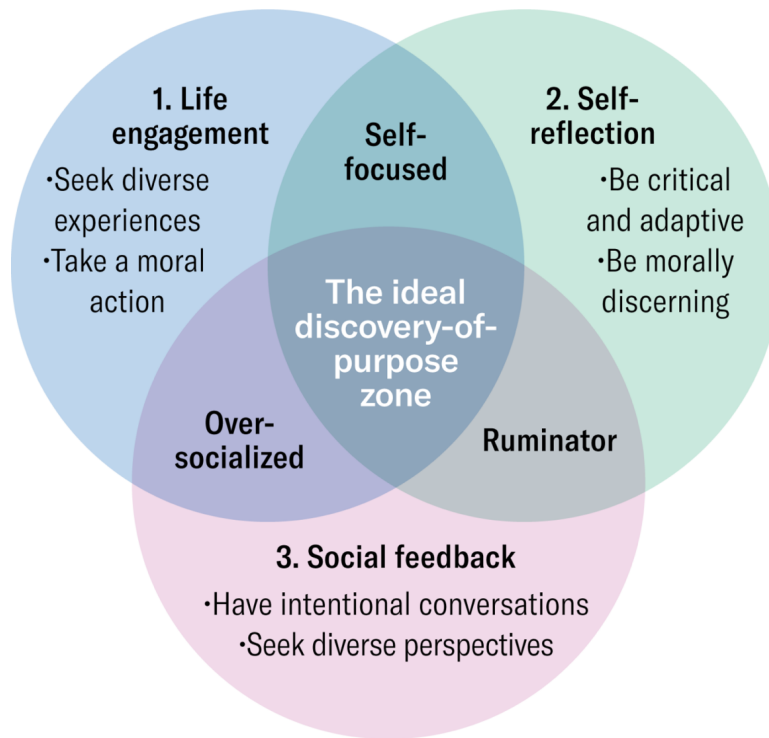 1. Life
engagement
•Seek diverse
experiences
•Take a moral
action
Self-
focused
2. Self-
reflection
•Be critical
and adaptive
•Be morally
discerning
The ideal
discovery-of-
purpose
zone
Over-
socialized
Ruminator
3. Social feedback
•Have intentional conversations
•Seek diverse perspectives